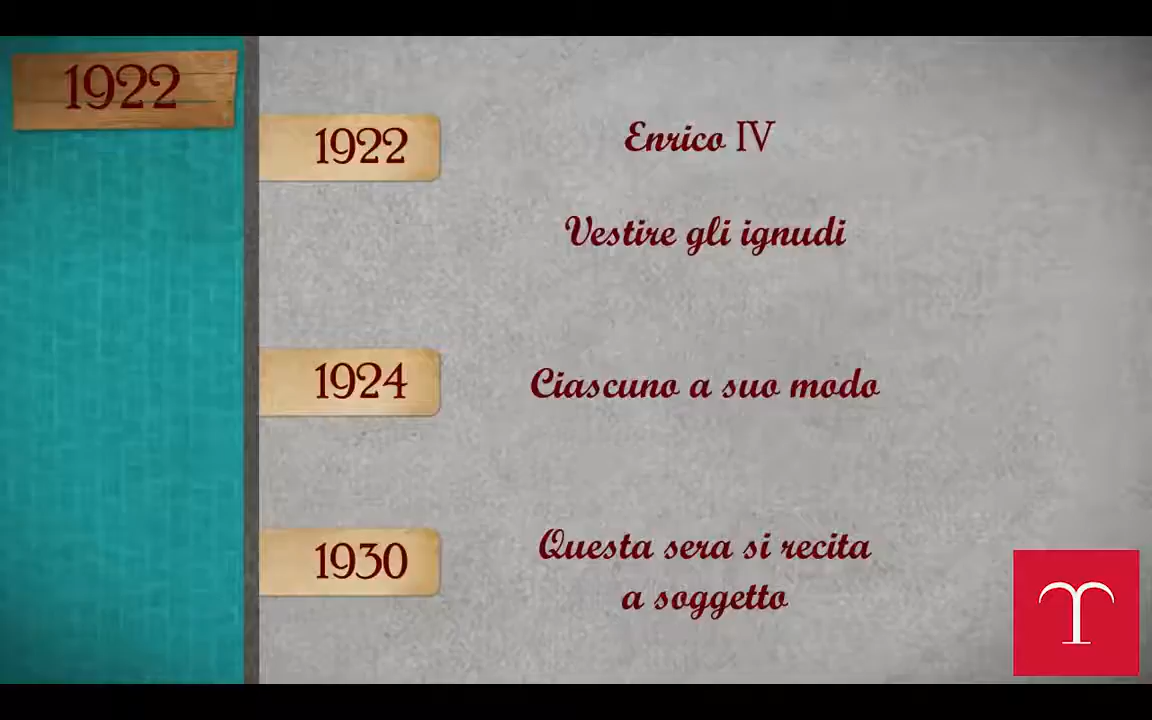 1922
1922
Enrico IV
Vestire gli ignudi
1924
Ciascuno a suo modo
1930
Questa sera si recita
a soggetto